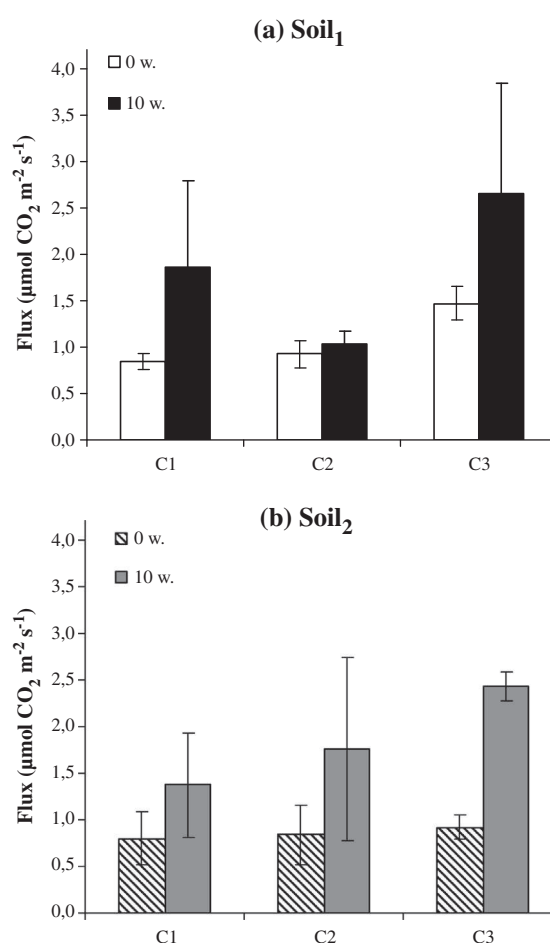 (a) Soil1
0 w.
10 w.
Flux (µmol CO2 m-2 s-1)
4,0
3,5
3,0
2,5
2,0
1,5
1,0
0,5
0,0
C1 C2 C3
(b) Soil2
0 w.
10 w.
Flux (µmol CO2 m-2 s-1)
4,0
3,5
3,0
2,5
2,0
1,5
1,0
0,5
0,0
C1 C2 C3